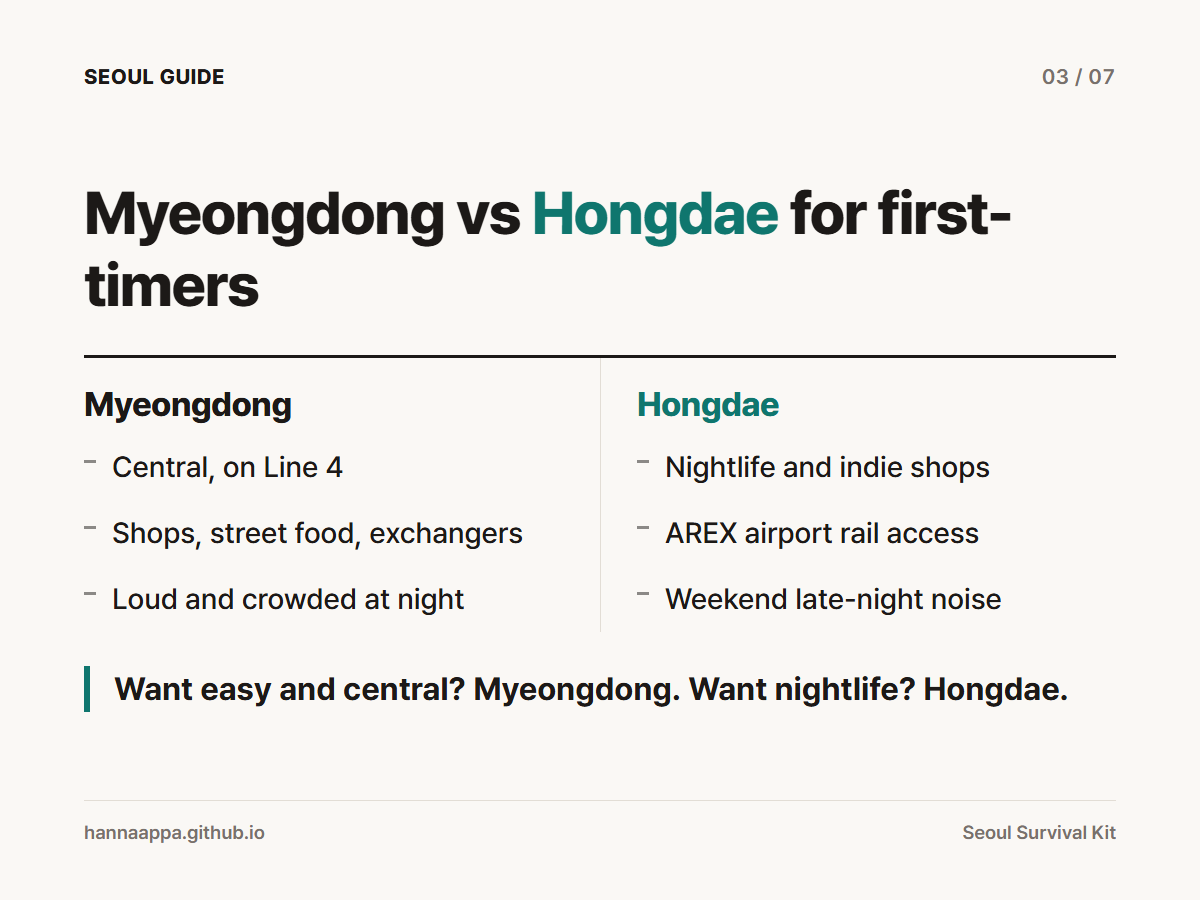 SEOUL GUIDE
03 / 07
Myeongdong vs Hongdae for first-
timers
Myeongdong
– Central, on Line 4
– Shops, street food, exchangers
– Loud and crowded at night
Hongdae
– Nightlife and indie shops
– AREX airport rail access
– Weekend late-night noise
Want easy and central? Myeongdong. Want nightlife? Hongdae.
hannaappa.github.io
Seoul Survival Kit